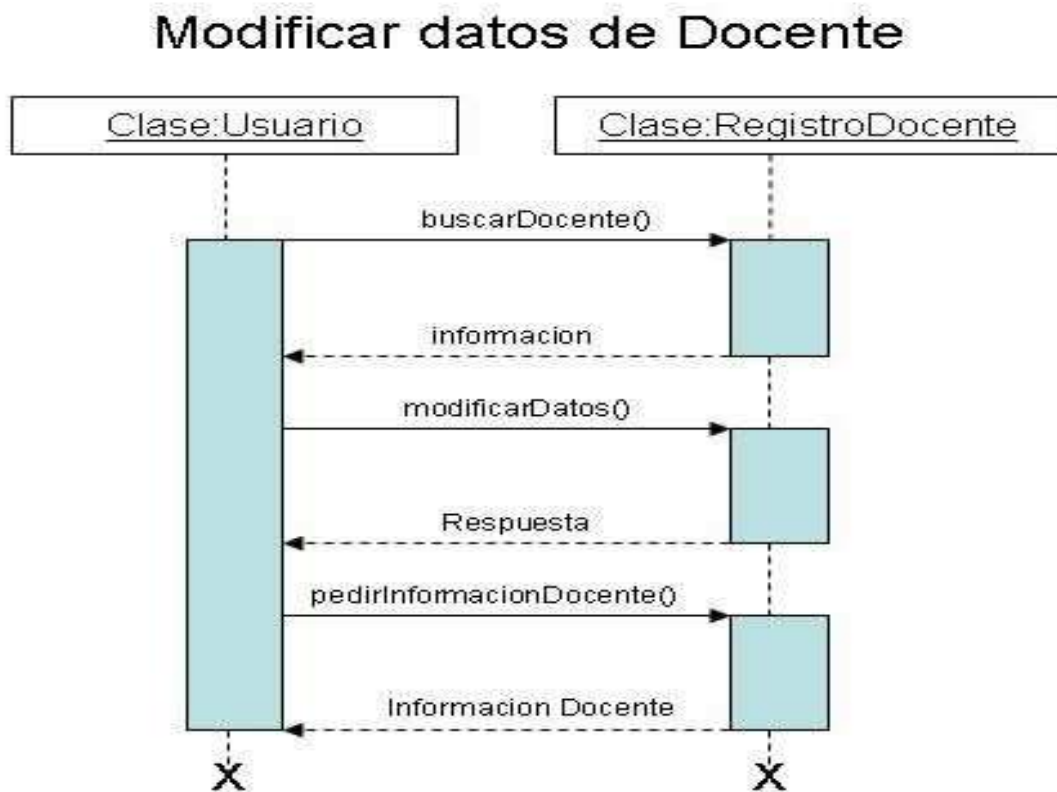 Modificar datos de Docente
Clase:Usuario
Clase:RegistroDocente
buscarDocente()
informacion
modificarDatos()
Respuesta
pedirInformacionDocente()
Informacion Docente
X
X